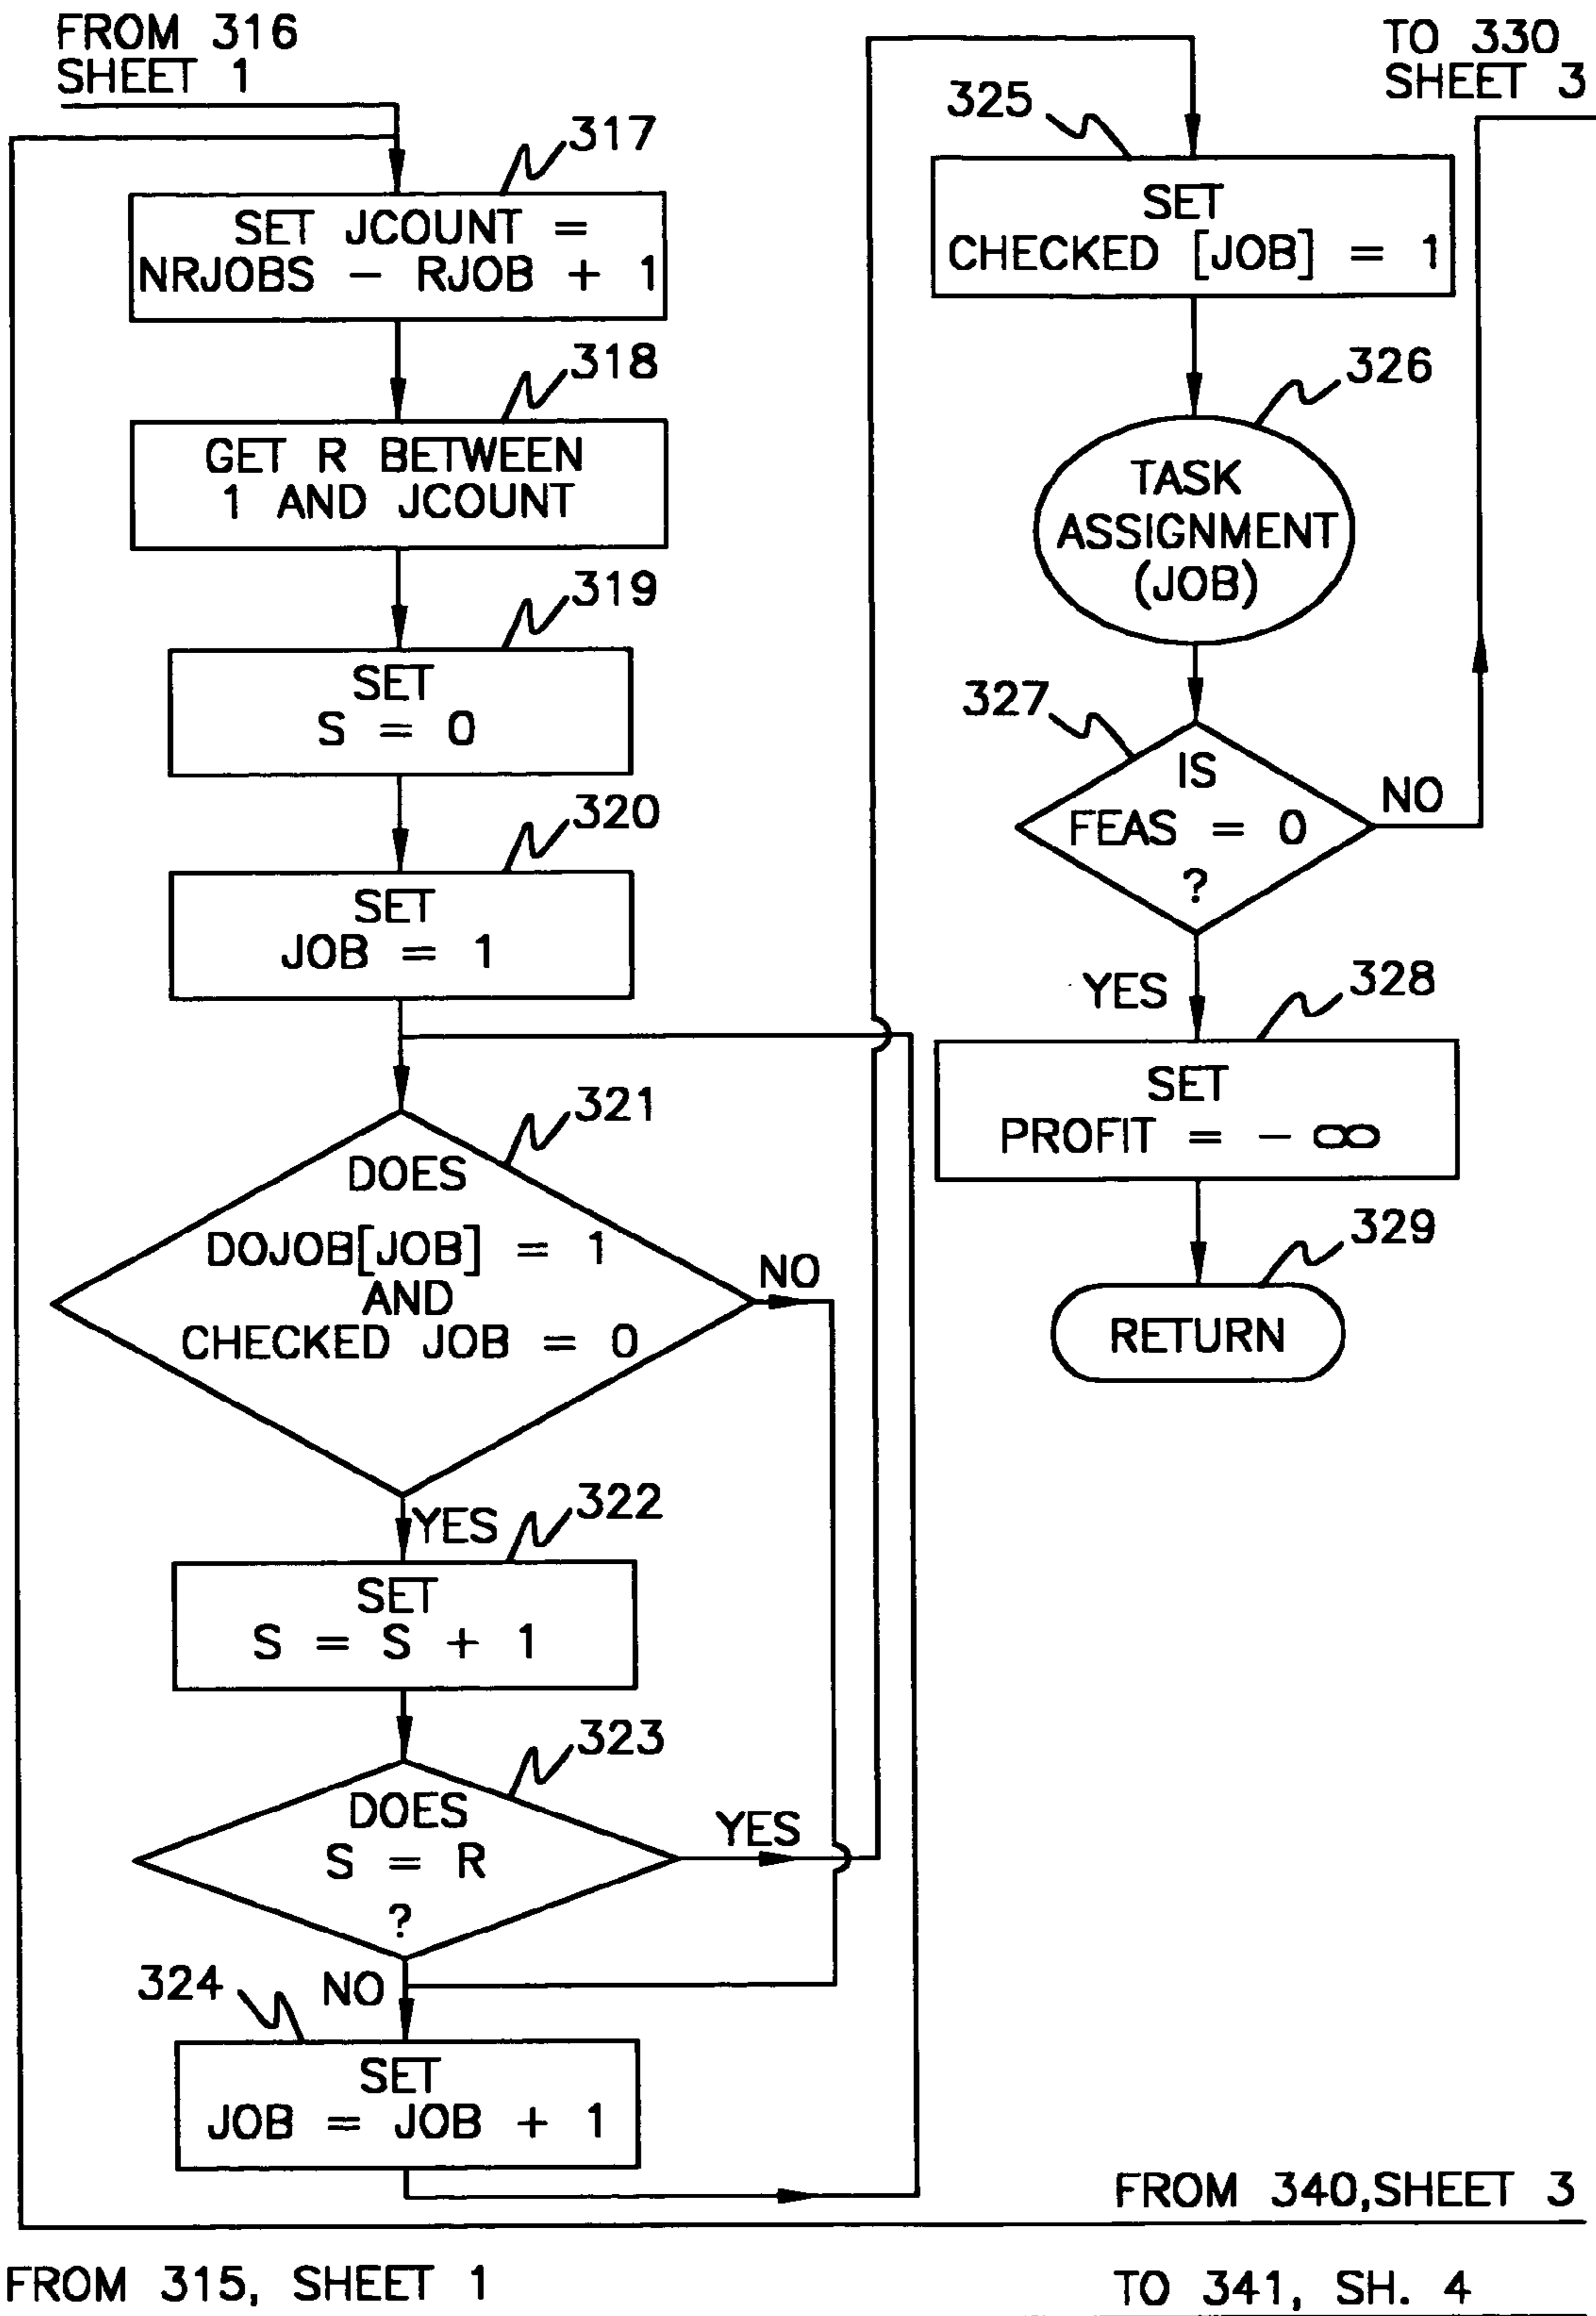 FROM 316
SHEET 1
317
SET JCOUNT =
NRJOBS - RJOB + 1
318
GET R BETWEEN
1 AND JCOUNT
319
SET
S = 0
320
SET
JOB = 1
321
DOES
DOJOB[JOB] = 1
AND
CHECKED JOB = 0
NO
YES
322
SET
S = S + 1
323
DOES
S = R
?
YES
NO
324
SET
JOB = JOB + 1
325
SET
CHECKED [JOB] = 1
326
TASK
ASSIGNMENT
(JOB)
327
IS
FEAS = 0
?
NO
TO 330
SHEET 3
YES
328
SET
PROFIT = - ∞
329
RETURN
FROM 340,SHEET 3
FROM 315, SHEET 1
TO 341, SH. 4